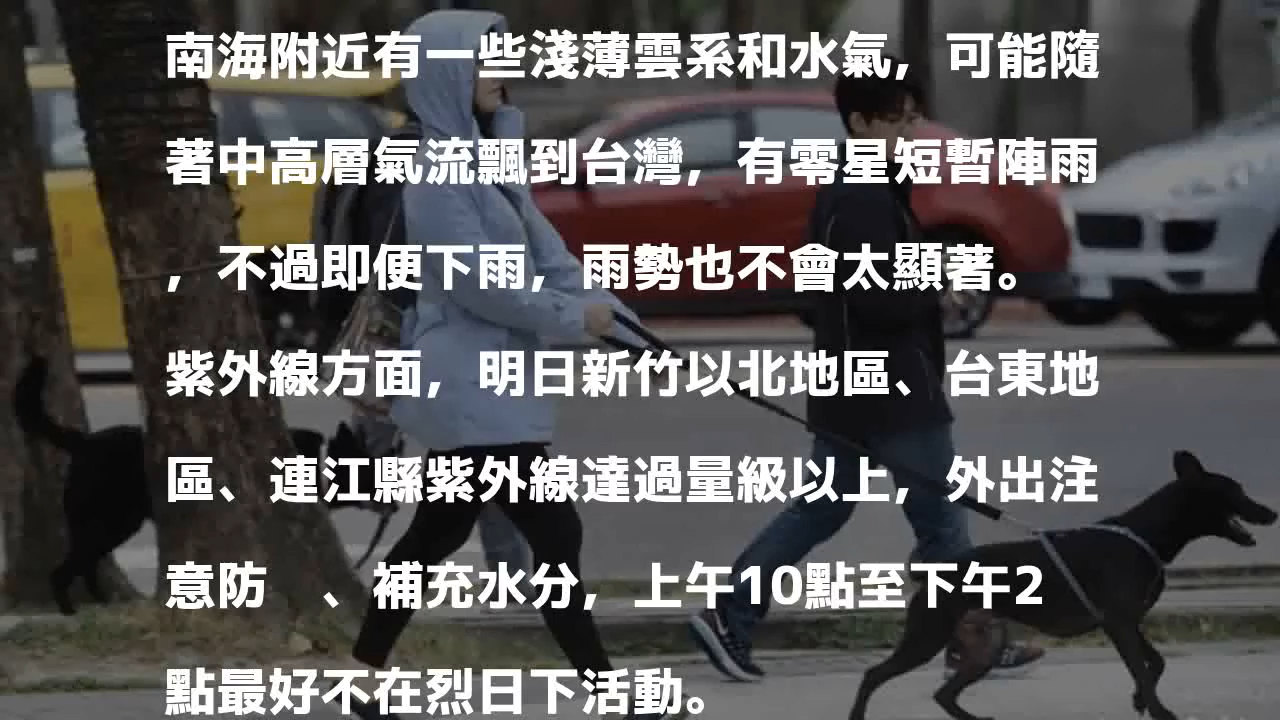 南海附近有一些淺薄雲系和水氣，可能隨
著中高層氣流飄到台灣，有零星短暫陣雨
，不過即便下雨，雨勢也不會太顯著。
紫外線方面，明日新竹以北地區、台東地
區、連江縣紫外線達過量級以上，外出注
意防　、補充水分，上午10點至下午2
點最好不在烈日下活動。